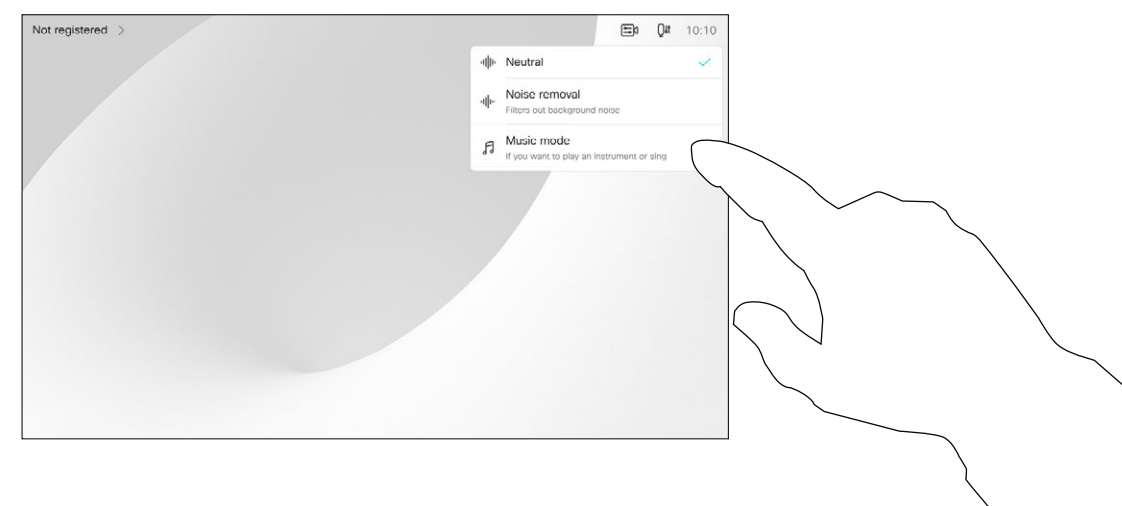 Not registered
10:10
Neutral
Noise removal
Filters out background noise
Music mode
If you want to play an instrument or sing